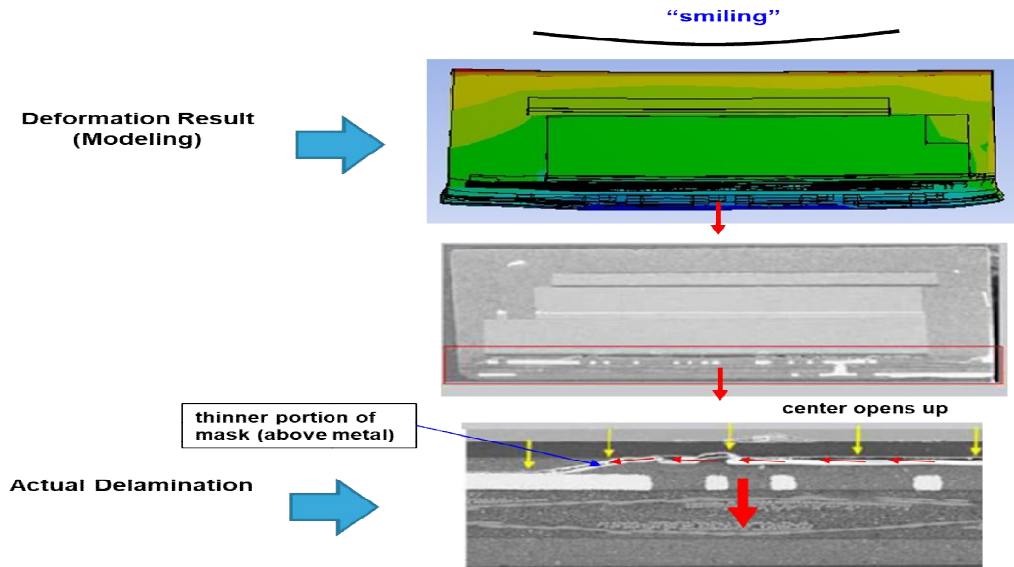 “smiling”
Deformation Result
(Modeling)
center opens up
thinner portion of
mask (above metal)
Actual Delamination